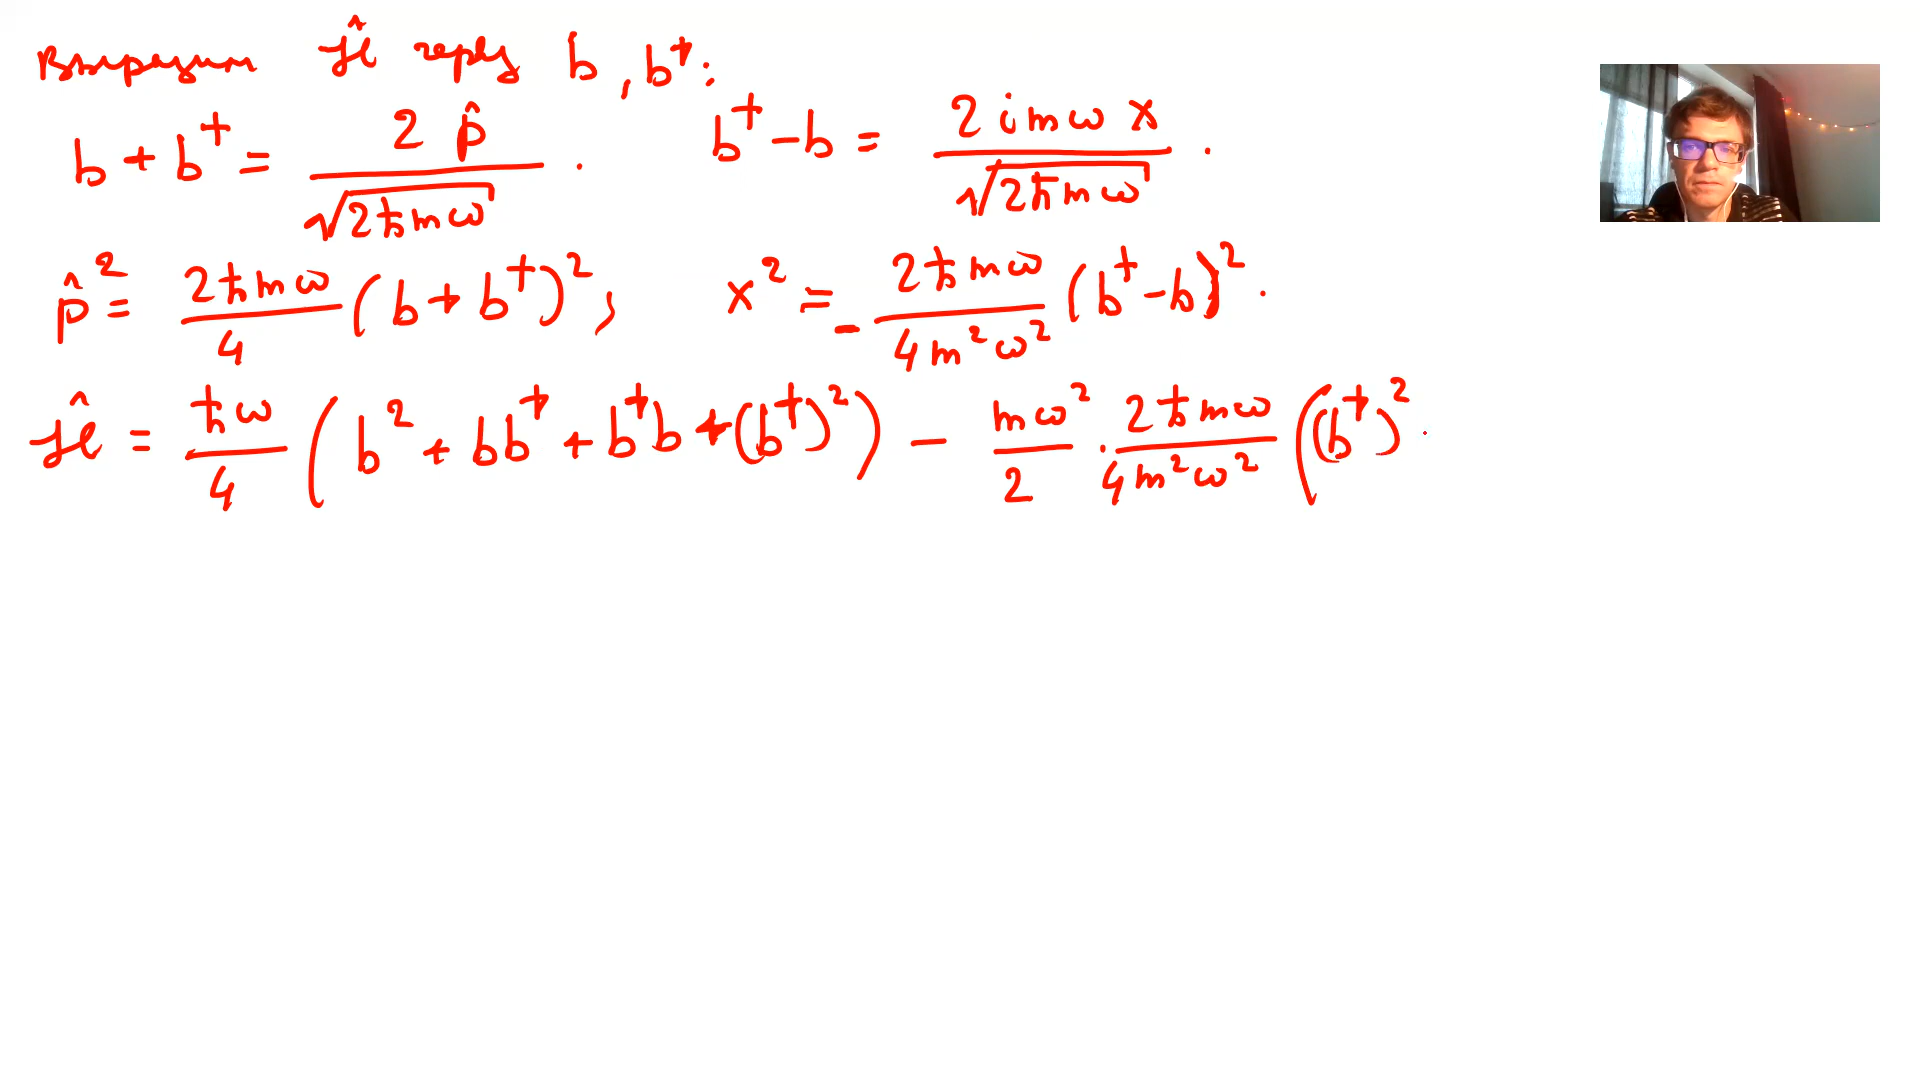 Выразим Ĥ через b, b⁺:
b + b⁺ = 2p̂ / √(2ħmω) . b⁺ − b = 2imωx / √(2ħmω) .
p̂² = 2ħmω / 4 (b + b⁺)² ; x² = − 2ħmω / 4m²ω² (b⁺ − b)² .
Ĥ = ħω / 4 (b² + bb⁺ + b⁺b + (b⁺)²) − mω² / 2 · 2ħmω / 4m²ω² ((b⁺)²